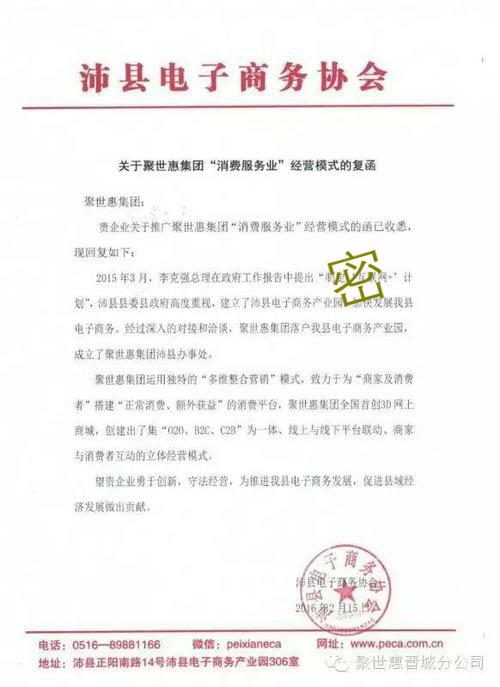 沛县电子商务协会
关于聚世惠集团“消费服务业”经营模式的复函
聚世惠集团：
贵企业关于推广聚世惠集团“消费服务业”经营模式的函已收悉，
现回复如下：
2015年3月，李克强总理在政府工作报告中提出“制定‘互联网+’计
密
划”，沛县县委县政府高度重视，建立了沛县电子商务产业园，加快发展我县
电子商务。经过深入的对接和洽谈，聚世惠集团落户我县电子商务产业园，
成立了聚世惠集团沛县办事处。
聚世惠集团运用独特的“多维整合营销”模式，致力于为“商家及消费
者”搭建“正常消费、额外获益”的消费平台，聚世惠集团全国首创3D网上
商城，创建出了集“O2O、B2C、C2B”为一体、线上与线下平台联动、商家
与消费者互动的立体经营模式。
望贵企业勇于创新，守法经营，为推进我县电子商务发展，促进县域经
济发展做出贡献。
沛县电子商务协会
沛县电子商务协会
2016年2月15日
电话：0516—89881166 微信：peixianeca 网址：www.peca.com.cn
地址：沛县正阳南路14号沛县电子商务产业园306室
聚世惠晋城分公司